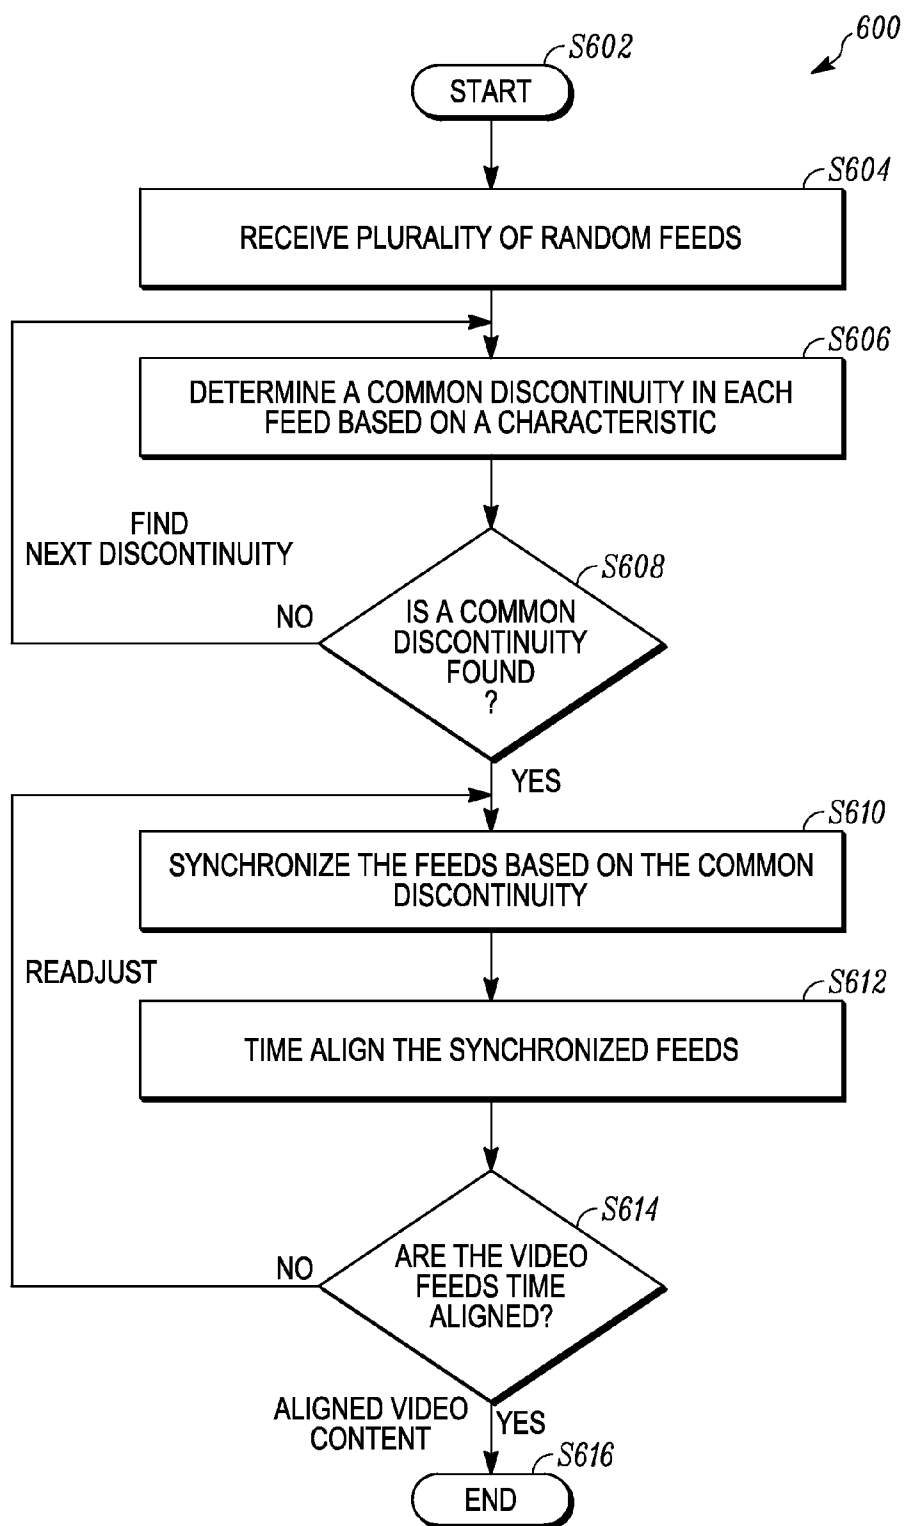 600
S602
START
S604
RECEIVE PLURALITY OF RANDOM FEEDS
S606
DETERMINE A COMMON DISCONTINUITY IN EACH
FEED BASED ON A CHARACTERISTIC
FIND
NEXT DISCONTINUITY
S608
NO
IS A COMMON
DISCONTINUITY
FOUND
?
YES
S610
SYNCHRONIZE THE FEEDS BASED ON THE COMMON
DISCONTINUITY
READJUST
S612
TIME ALIGN THE SYNCHRONIZED FEEDS
S614
NO
ARE THE VIDEO
FEEDS TIME
ALIGNED?
ALIGNED VIDEO
CONTENT
YES
S616
END